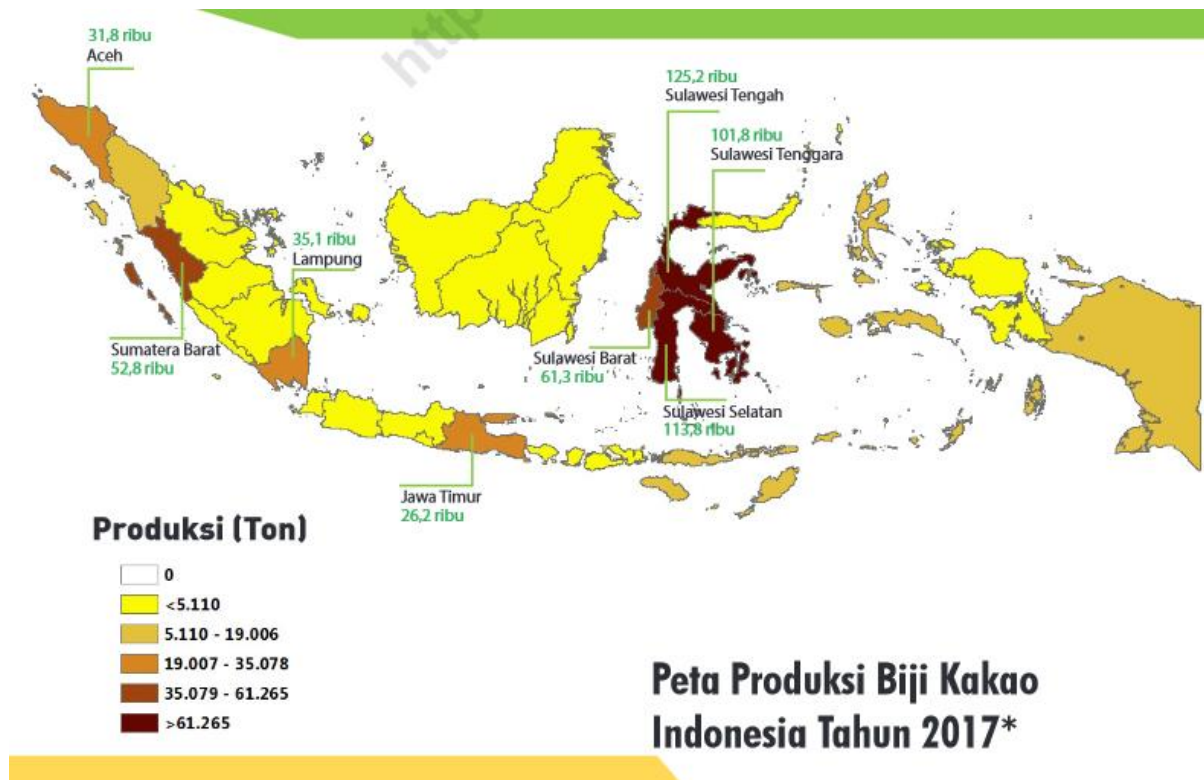 http
31,8 ribu
Aceh
125,2 ribu
Sulawesi Tengah
101,8 ribu
Sulawesi Tenggara
35,1 ribu
Lampung
Sumatera Barat
52,8 ribu
Sulawesi Barat
61,3 ribu
Sulawesi Selatan
113,8 ribu
Jawa Timur
26,2 ribu
Produksi (Ton)
0
<5.110
5.110 - 19.006
19.007 - 35.078
35.079 - 61.265
>61.265
Peta Produksi Biji Kakao
Indonesia Tahun 2017*